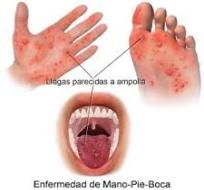 Llagas parecidas a ampolla
Enfermedad de Mano-Pie-Boca